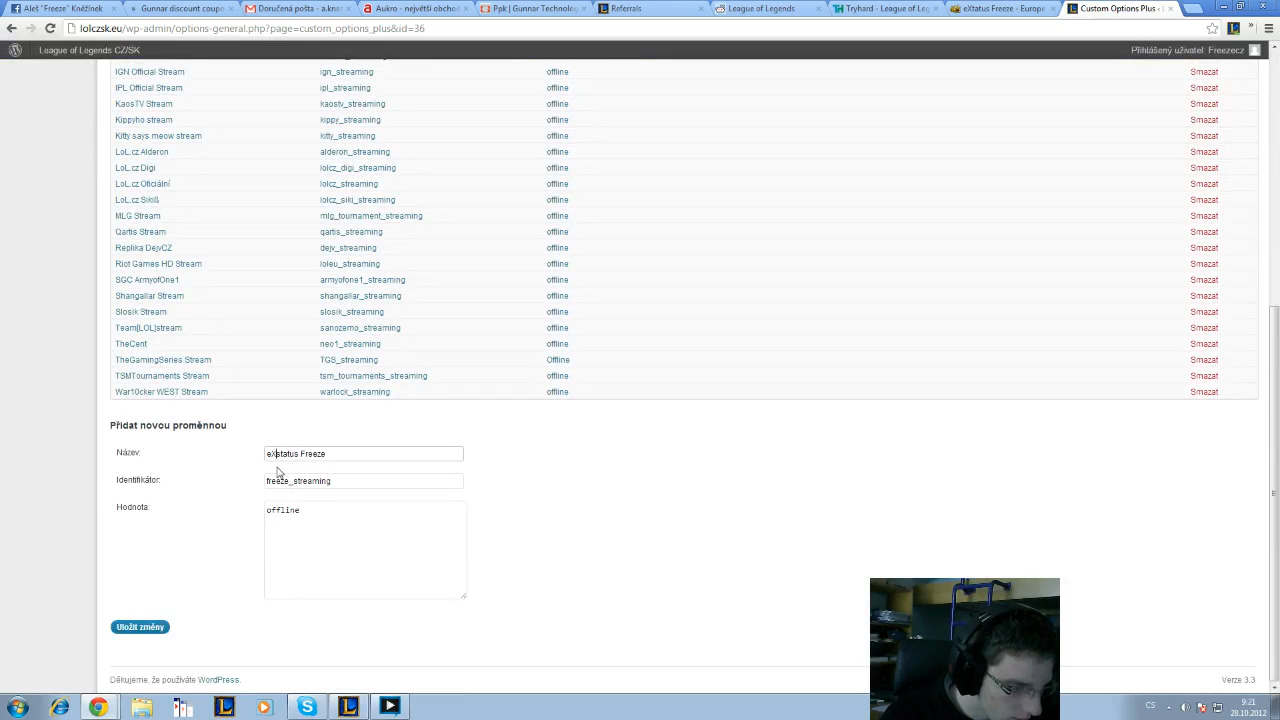 Aleš "Freeze" Kněžínek
Gunnar discount coupo
Doručená pošta - a.kne
Aukro - největší obchod
Ppk | Gunnar Technolog
Referrals
League of Legends
Tryhard - League of Leg
eXtatus Freeze - Europe
Custom Options Plus ‹ L
lolczsk.eu/wp-admin/options-general.php?page=custom_options_plus&id=36
League of Legends CZ/SK
Přihlášený uživatel: Freezecz
IGN Official Stream ign_streaming offline Smazat
IPL Official Stream ipl_streaming offline Smazat
KaosTV Stream kaostv_streaming offline Smazat
Kippyho stream kippy_streaming offline Smazat
Kitty says meow stream kitty_streaming offline Smazat
LoL.cz Alderon alderon_streaming offline Smazat
LoL.cz Digi lolcz_digi_streaming offline Smazat
LoL.cz Oficiální lolcz_streaming offline Smazat
LoL.cz Sikiß lolcz_siki_streaming offline Smazat
MLG Stream mlg_tournament_streaming offline Smazat
Qartis Stream qartis_streaming offline Smazat
Replika DejvCZ dejv_streaming offline Smazat
Riot Games HD Stream loleu_streaming offline Smazat
SGC ArmyofOne1 armyofone1_streaming offline Smazat
Shangallar Stream shangallar_streaming offline Smazat
Slosik Stream slosik_streaming offline Smazat
Team[LOL]stream sanozemo_streaming offline Smazat
TheCent neo1_streaming offline Smazat
TheGamingSeries Stream TGS_streaming Offline Smazat
TSMTournaments Stream tsm_tournaments_streaming offline Smazat
War10cker WEST Stream warlock_streaming offline Smazat
Přidat novou proměnnou
Název: eXstatus Freeze
Identifikátor: freeze_streaming
Hodnota: offline
Uložit změny
Děkujeme, že používáte WordPress.
Verze 3.3
CS
9:21
28.10.2012